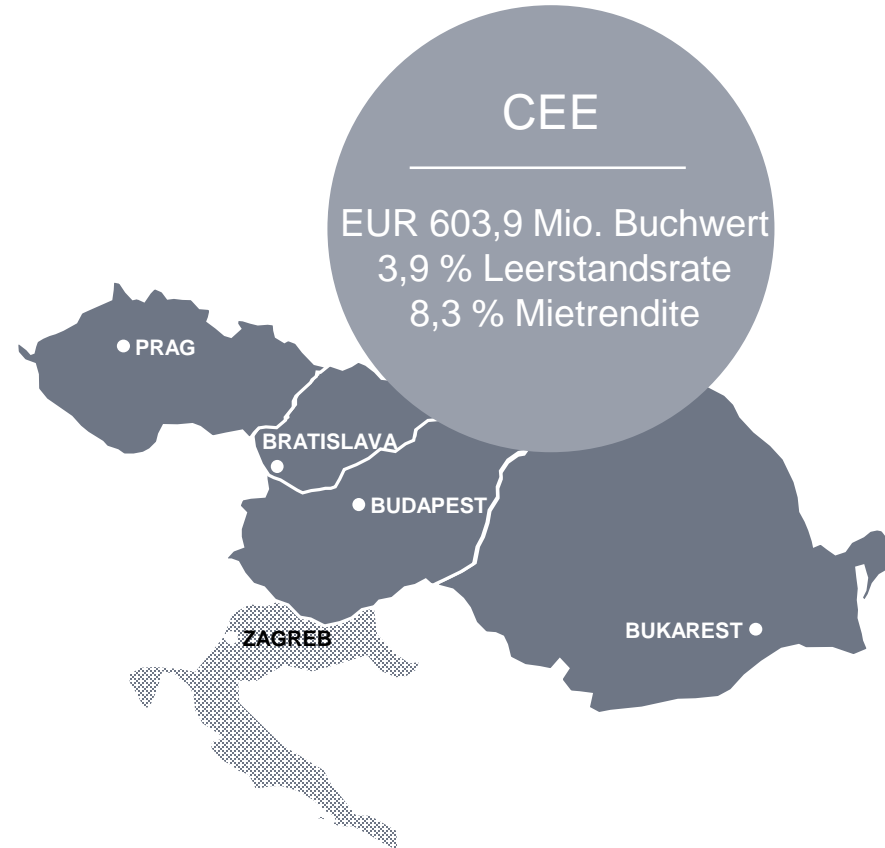 CEE
EUR 603,9 Mio. Buchwert
3,9 % Leerstandsrate
8,3 % Mietrendite
PRAG
BRATISLAVA
BUDAPEST
ZAGREB
BUKAREST